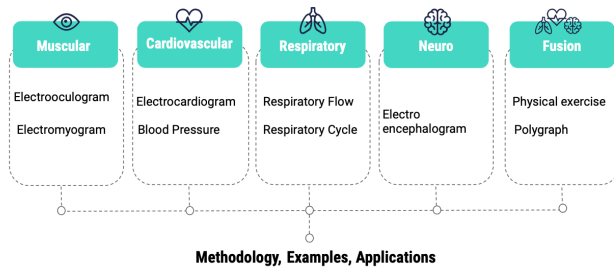 Muscular
Cardiovascular
Respiratory
Neuro
Fusion
Electrooculogram
Electromyogram
Electrocardiogram
Blood Pressure
Respiratory Flow
Respiratory Cycle
Electro
encephalogram
Physical exercise
Polygraph
Methodology, Examples, Applications